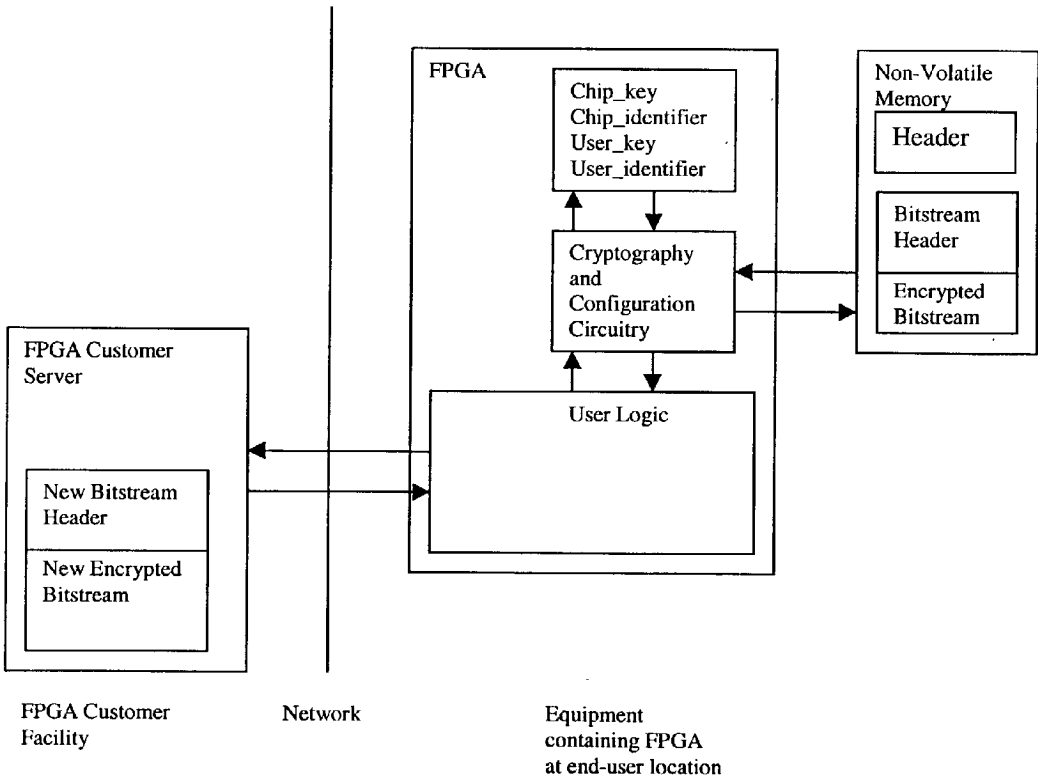 FPGA
Chip_key
Chip_identifier
User_key
User_identifier
Non-Volatile
Memory
Header
Bitstream
Header
Encrypted
Bitstream
Cryptography
and
Configuration
Circuitry
User Logic
FPGA Customer
Server
New Bitstream
Header
New Encrypted
Bitstream
FPGA Customer
Facility
Network
Equipment
containing FPGA
at end-user location